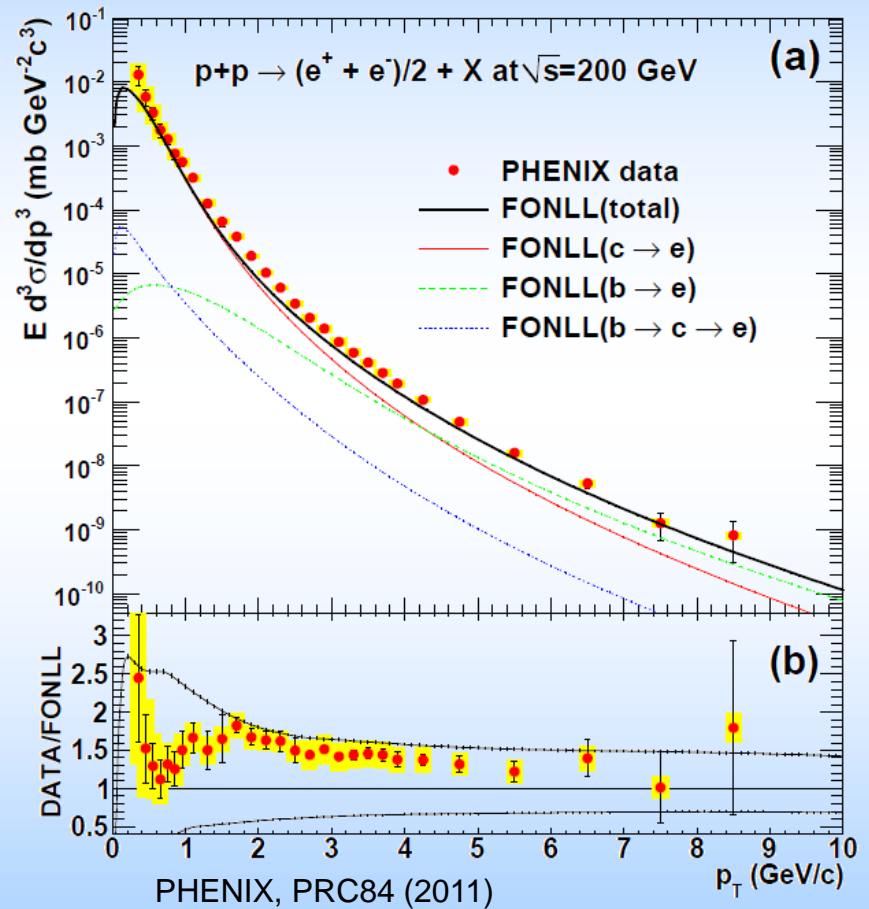 (a)
p+p → (e⁺ + e⁻)/2 + X at √s=200 GeV
PHENIX data
FONLL(total)
FONLL(c → e)
FONLL(b → e)
FONLL(b → c → e)
E d³σ/dp³ (mb GeV⁻²c³)
10⁻¹
10⁻²
10⁻³
10⁻⁴
10⁻⁵
10⁻⁶
10⁻⁷
10⁻⁸
10⁻⁹
10⁻¹⁰
(b)
DATA/FONLL
3
2.5
2
1.5
1
0.5
0 1 2 3 4 5 6 7 8 9 10
p_T (GeV/c)
PHENIX, PRC84 (2011)